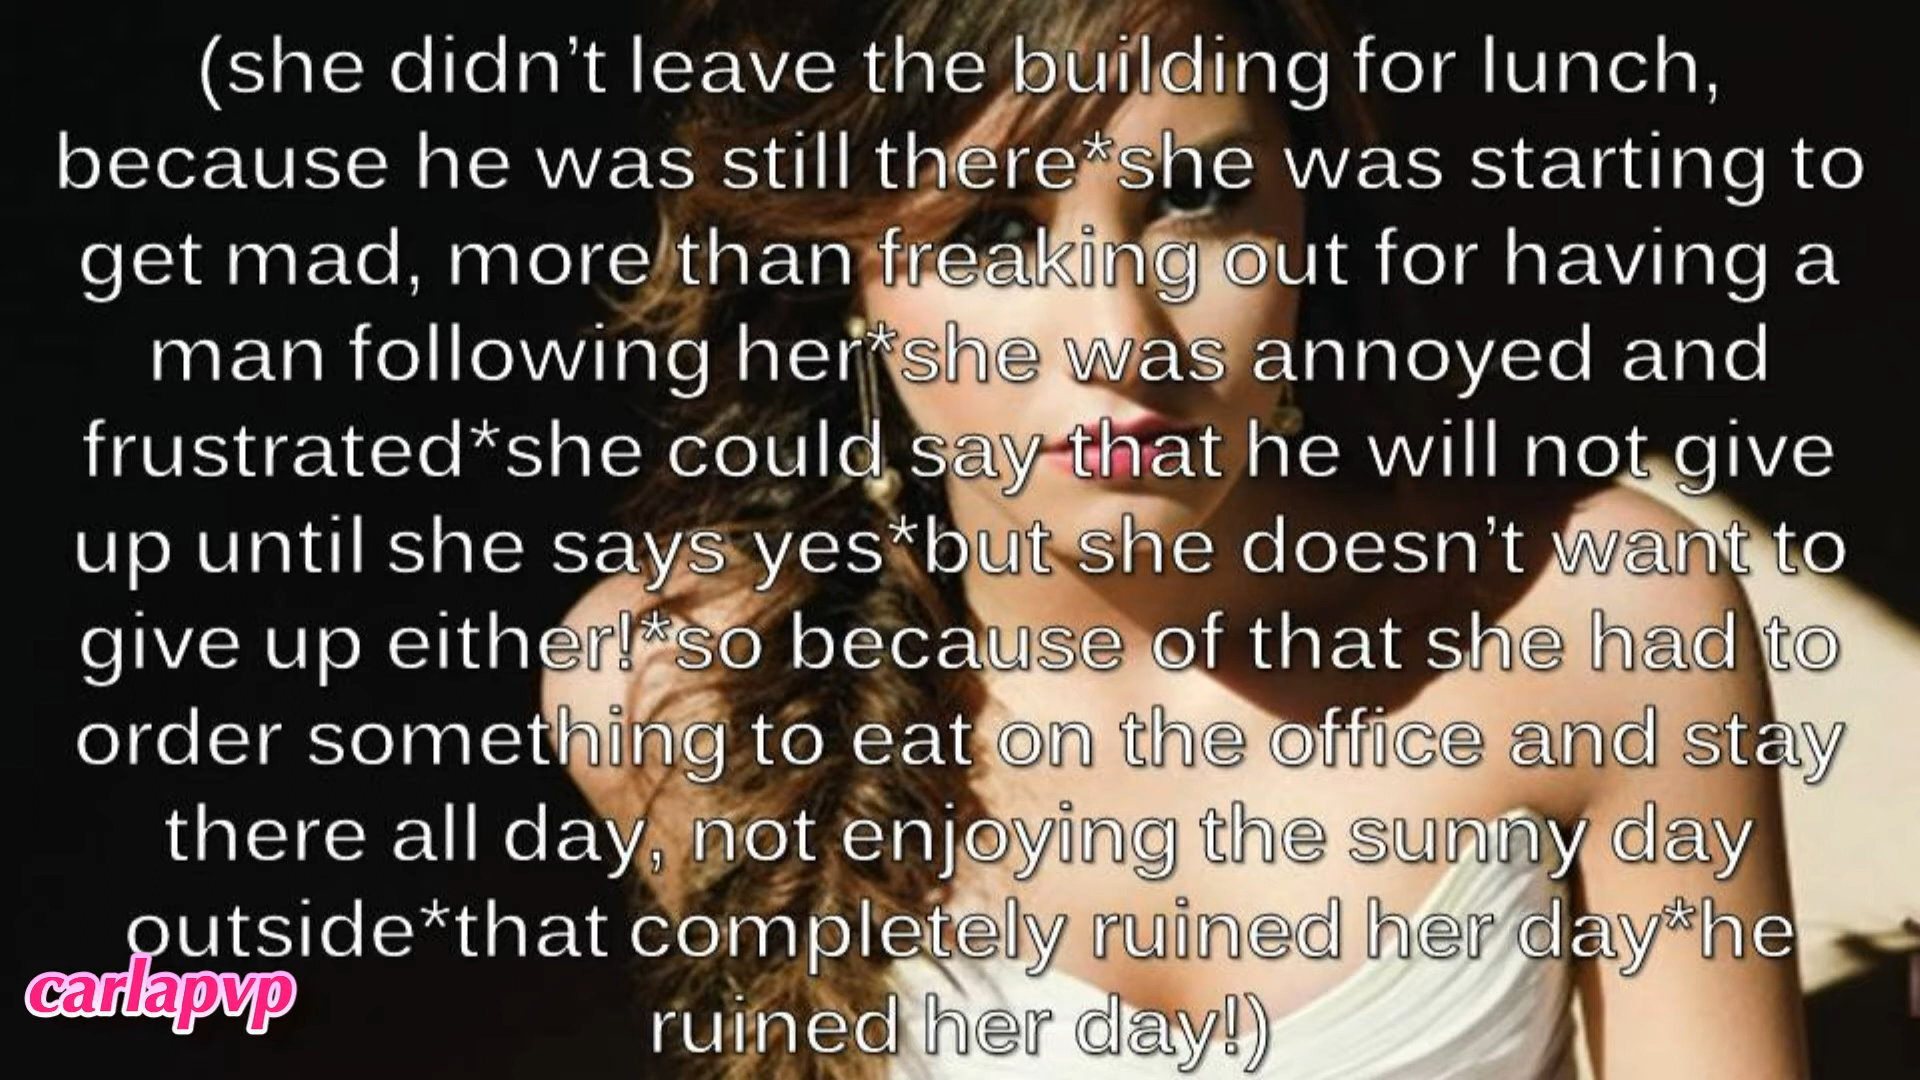 (she didn’t leave the building for lunch,
because he was still there*she was starting to
get mad, more than freaking out for having a
man following her*she was annoyed and
frustrated*she could say that he will not give
up until she says yes*but she doesn’t want to
give up either!*so because of that she had to
order something to eat on the office and stay
there all day, not enjoying the sunny day
outside*that completely ruined her day*he
ruined her day!)
carlapvp